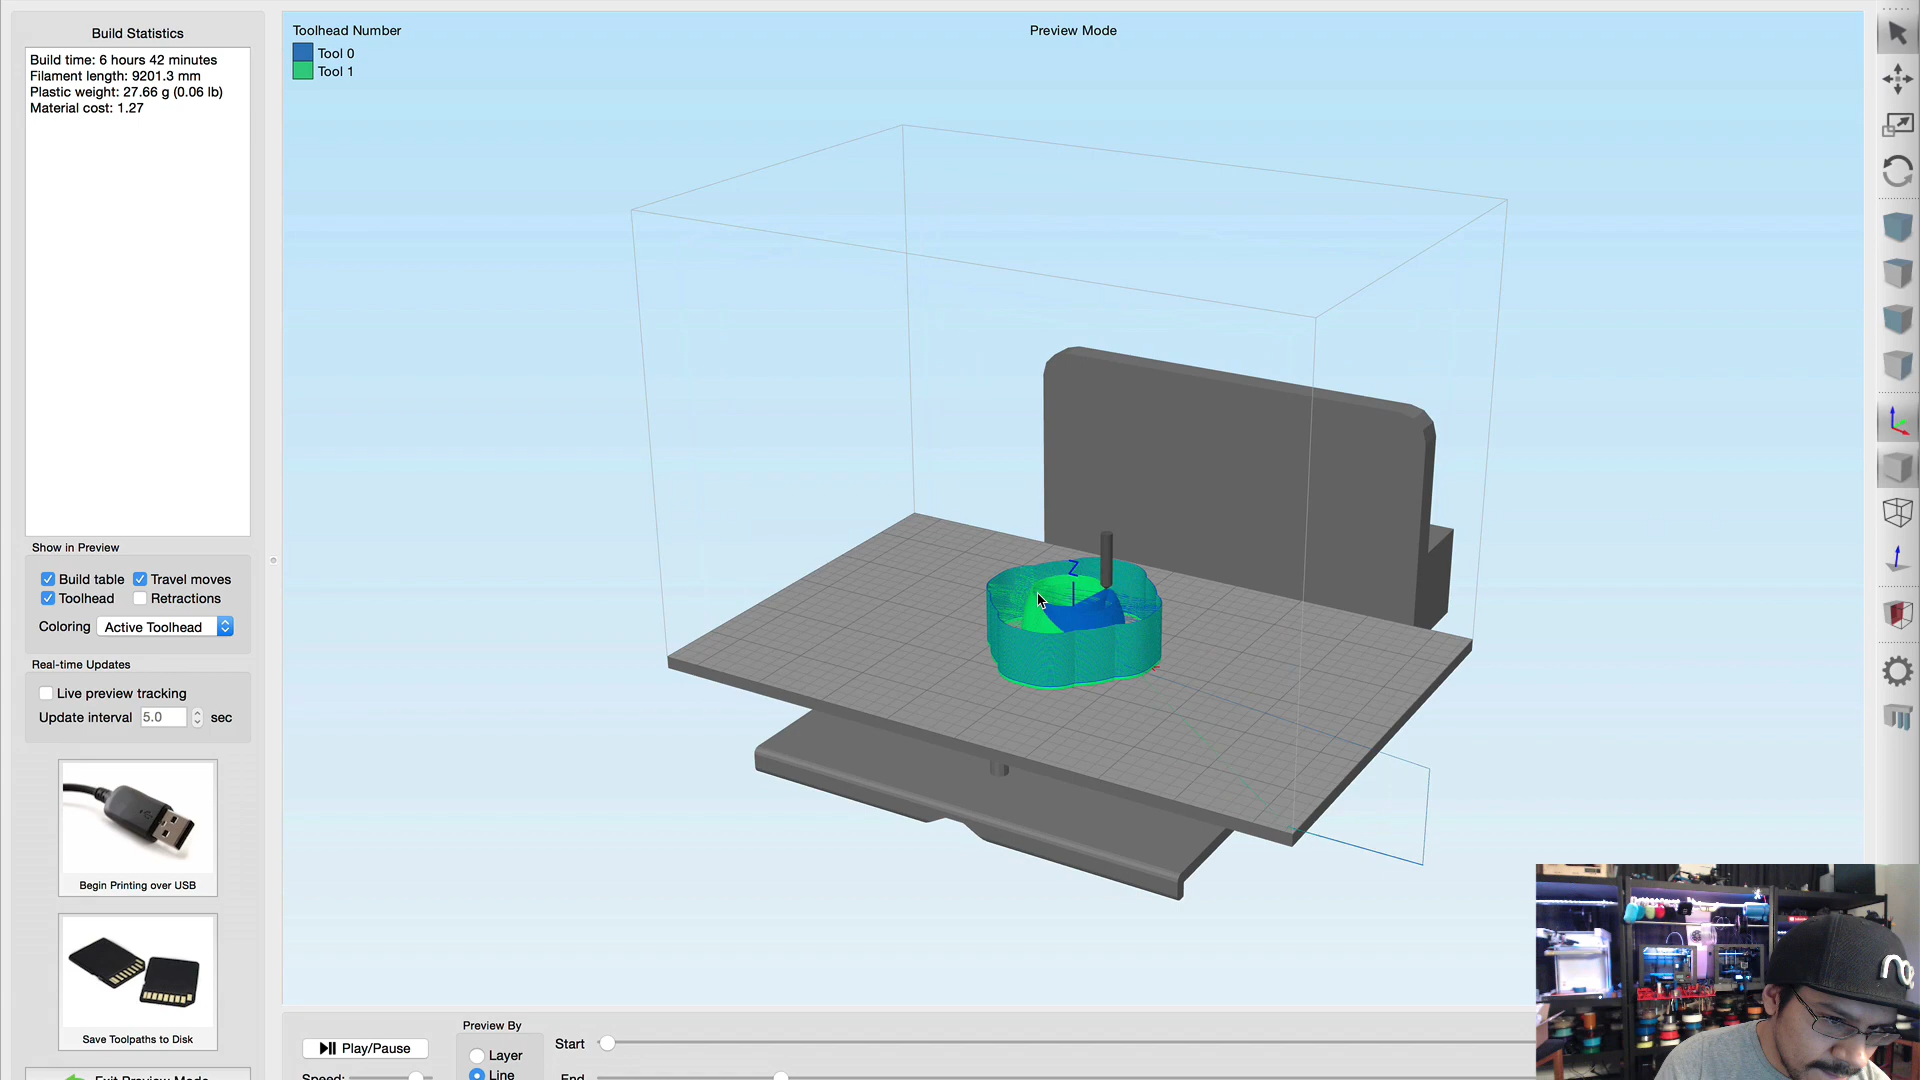 Build Statistics
Build time: 6 hours 42 minutes
Filament length: 9201.3 mm
Plastic weight: 27.66 g (0.06 lb)
Material cost: 1.27
Show in Preview
Build table
Travel moves
Toolhead
Retractions
Coloring
Active Toolhead
Real-time Updates
Live preview tracking
Update interval 5.0 sec
Begin Printing over USB
Save Toolpaths to Disk
Exit Preview Mode
Toolhead Number
Tool 0
Tool 1
Preview Mode
Z
Play/Pause
Speed:
Preview By
Layer
Line
Start
End